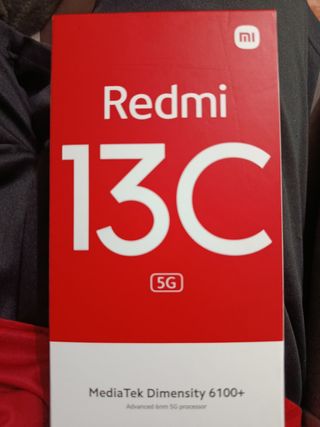 mi
Redmi
13C
5G
MediaTek Dimensity 6100+
Advanced 6nm 5G processor